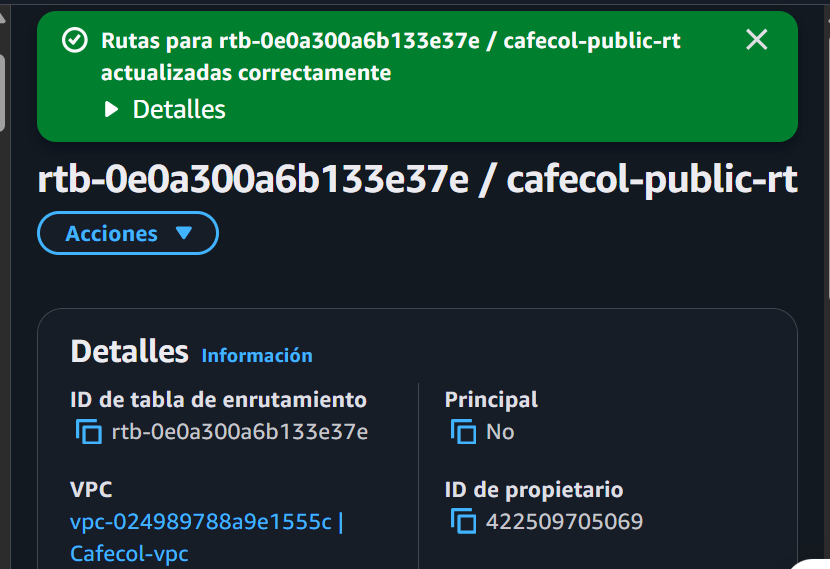 Rutas para rtb-0e0a300a6b133e37e / cafecol-public-rt
actualizadas correctamente
Detalles
rtb-0e0a300a6b133e37e / cafecol-public-rt
Acciones
Detalles Información
ID de tabla de enrutamiento
rtb-0e0a300a6b133e37e
Principal
No
VPC
vpc-024989788a9e1555c |
Cafecol-vpc
ID de propietario
422509705069